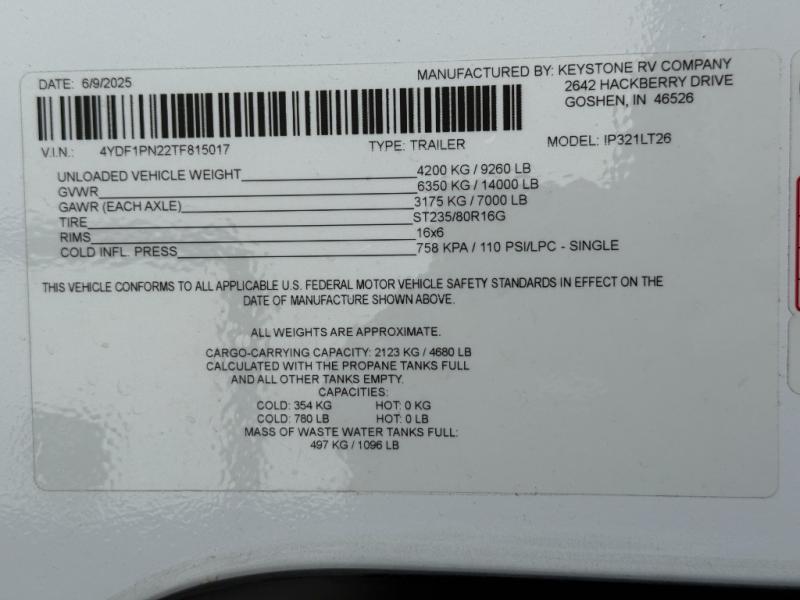 DATE: 6/9/2025
MANUFACTURED BY: KEYSTONE RV COMPANY
2642 HACKBERRY DRIVE
GOSHEN, IN 46526
V.I.N.: 4YDF1PN22TF815017 TYPE: TRAILER MODEL: IP321LT26
UNLOADED VEHICLE WEIGHT 4200 KG / 9260 LB
GVWR 6350 KG / 14000 LB
GAWR (EACH AXLE) 3175 KG / 7000 LB
TIRE ST235/80R16G
RIMS 16x6
COLD INFL. PRESS 758 KPA / 110 PSI/LPC - SINGLE
THIS VEHICLE CONFORMS TO ALL APPLICABLE U.S. FEDERAL MOTOR VEHICLE SAFETY STANDARDS IN EFFECT ON THE
DATE OF MANUFACTURE SHOWN ABOVE.
ALL WEIGHTS ARE APPROXIMATE.
CARGO-CARRYING CAPACITY: 2123 KG / 4680 LB
CALCULATED WITH THE PROPANE TANKS FULL
AND ALL OTHER TANKS EMPTY.
CAPACITIES:
COLD: 354 KG HOT: 0 KG
COLD: 780 LB HOT: 0 LB
MASS OF WASTE WATER TANKS FULL:
497 KG / 1096 LB